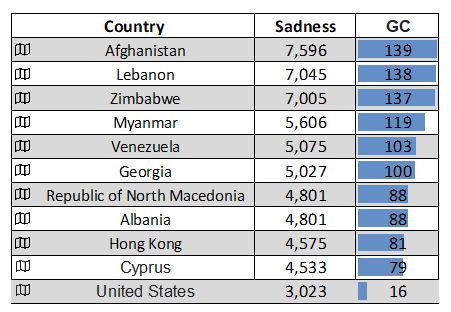 Country Sadness GC
Afghanistan 7,596 139
Lebanon 7,045 138
Zimbabwe 7,005 137
Myanmar 5,606 119
Venezuela 5,075 103
Georgia 5,027 100
Republic of North Macedonia 4,801 88
Albania 4,801 88
Hong Kong 4,575 81
Cyprus 4,533 79
United States 3,023 16